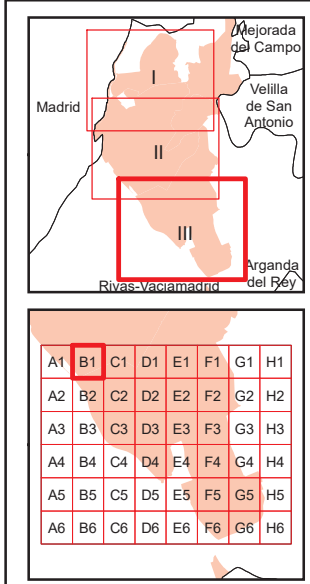 Mejorada
del Campo
I
Madrid
Velilla
de San
Antonio
II
III
Arganda
del Rey
Rivas-Vaciamadrid
A1 B1 C1 D1 E1 F1 G1 H1
A2 B2 C2 D2 E2 F2 G2 H2
A3 B3 C3 D3 E3 F3 G3 H3
A4 B4 C4 D4 E4 F4 G4 H4
A5 B5 C5 D5 E5 F5 G5 H5
A6 B6 C6 D6 E6 F6 G6 H6